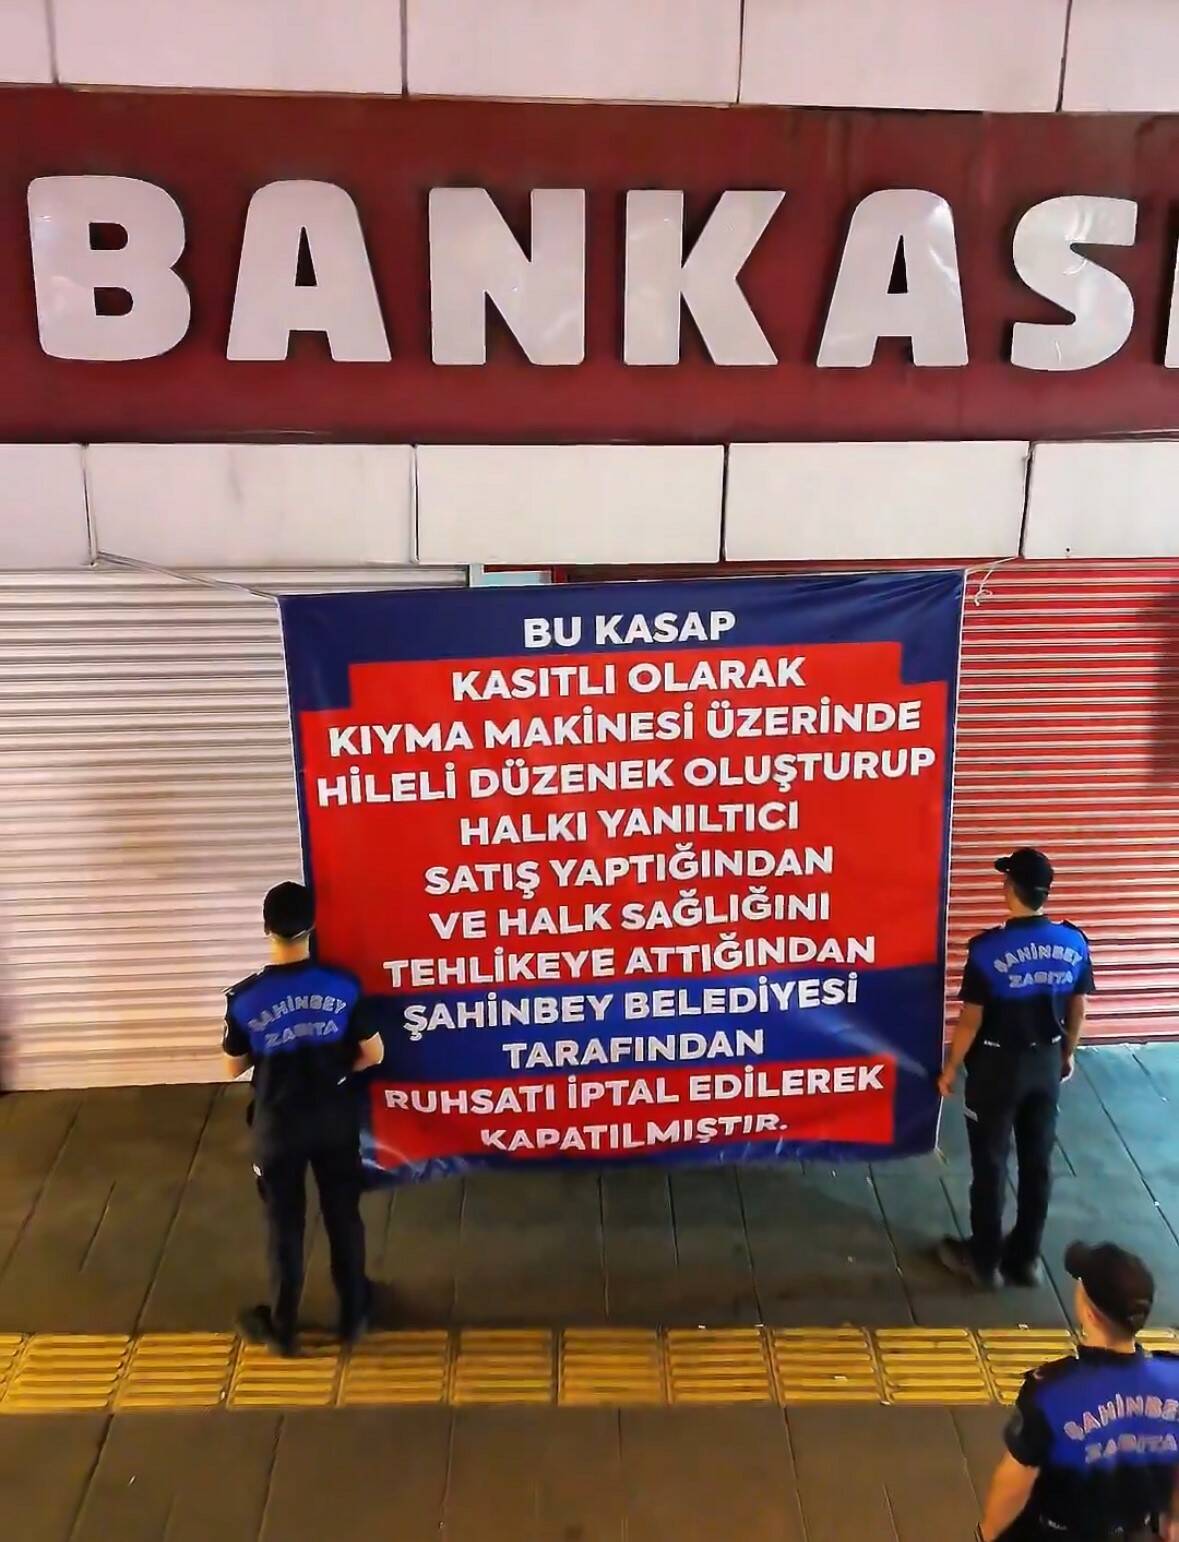 BANKASI
BU KASAP
KASITLI OLARAK
KIYMA MAKİNESİ ÜZERİNDE
HİLELİ DÜZENEK OLUŞTURUP
HALKI YANILTICI
SATIŞ YAPTIĞINDAN
VE HALK SAĞLIĞINI
TEHLİKEYE ATTIĞINDAN
ŞAHİNBEY BELEDİYESİ
TARAFINDAN
RUHSATI İPTAL EDİLEREK
KAPATILMIŞTIR.
ŞAHİNBEY
ZABITA
ŞAHİNBEY
ZABITA
ŞAHİNBEY
ZABITA